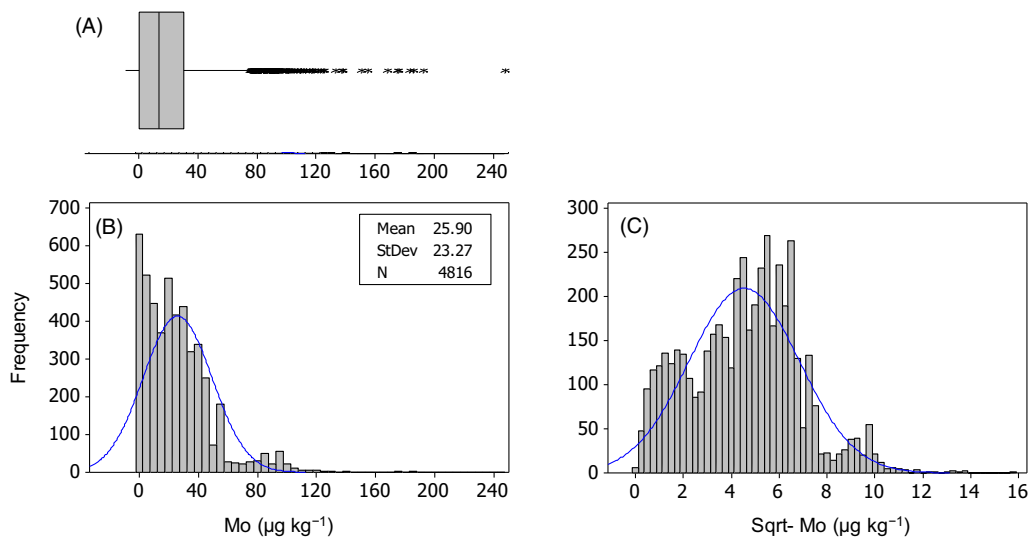 (A)
0 40 80 120 160 200 240
(B)
700
600
500
400
300
200
100
0
Frequency
Mean 25.90
StDev 23.27
N 4816
0 40 80 120 160 200 240
Mo (µg kg⁻¹)
(C)
300
250
200
150
100
50
0
0 2 4 6 8 10 12 14 16
Sqrt- Mo (µg kg⁻¹)